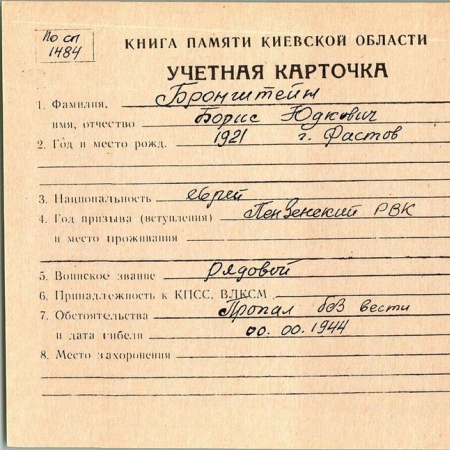 По сп
1484
КНИГА ПАМЯТИ КИЕВСКОЙ ОБЛАСТИ
УЧЕТНАЯ КАРТОЧКА
1. Фамилия, Бронштейн
имя, отчество Борис Юдкович
2. Год и место рожд. 1921 г. Фастов
3. Национальность еврей
4. Год призыва (вступления) Пензенский РВК
и место проживания
5. Воинское звание рядовой
6. Принадлежность к КПСС, ВЛКСМ
7. Обстоятельства Пропал без вести
и дата гибели 00.00.1944
8. Место захоронения